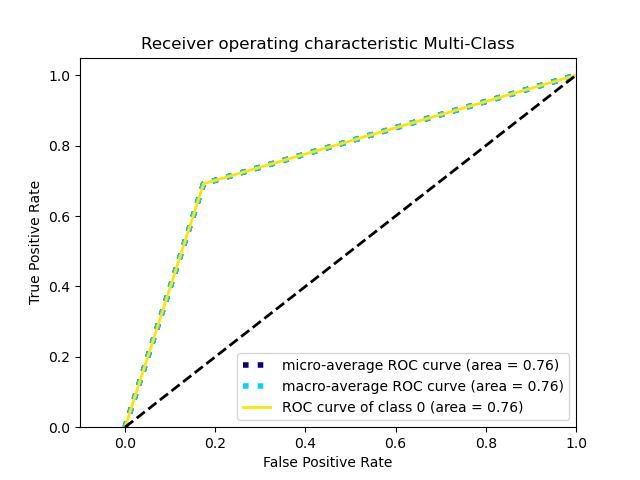 Receiver operating characteristic Multi-Class
1.0
0.8
0.6
0.4
0.2
0.0
True Positive Rate
micro-average ROC curve (area = 0.76)
macro-average ROC curve (area = 0.76)
ROC curve of class 0 (area = 0.76)
0.0 0.2 0.4 0.6 0.8 1.0
False Positive Rate